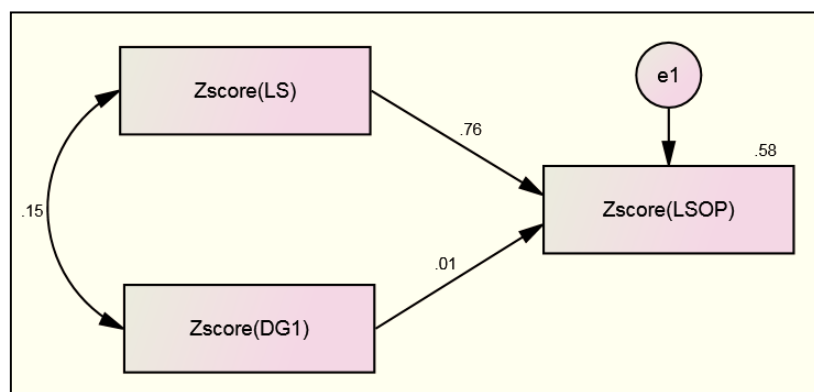 Zscore(LS)
e1
.76
.58
.15
Zscore(LSOP)
.01
Zscore(DG1)